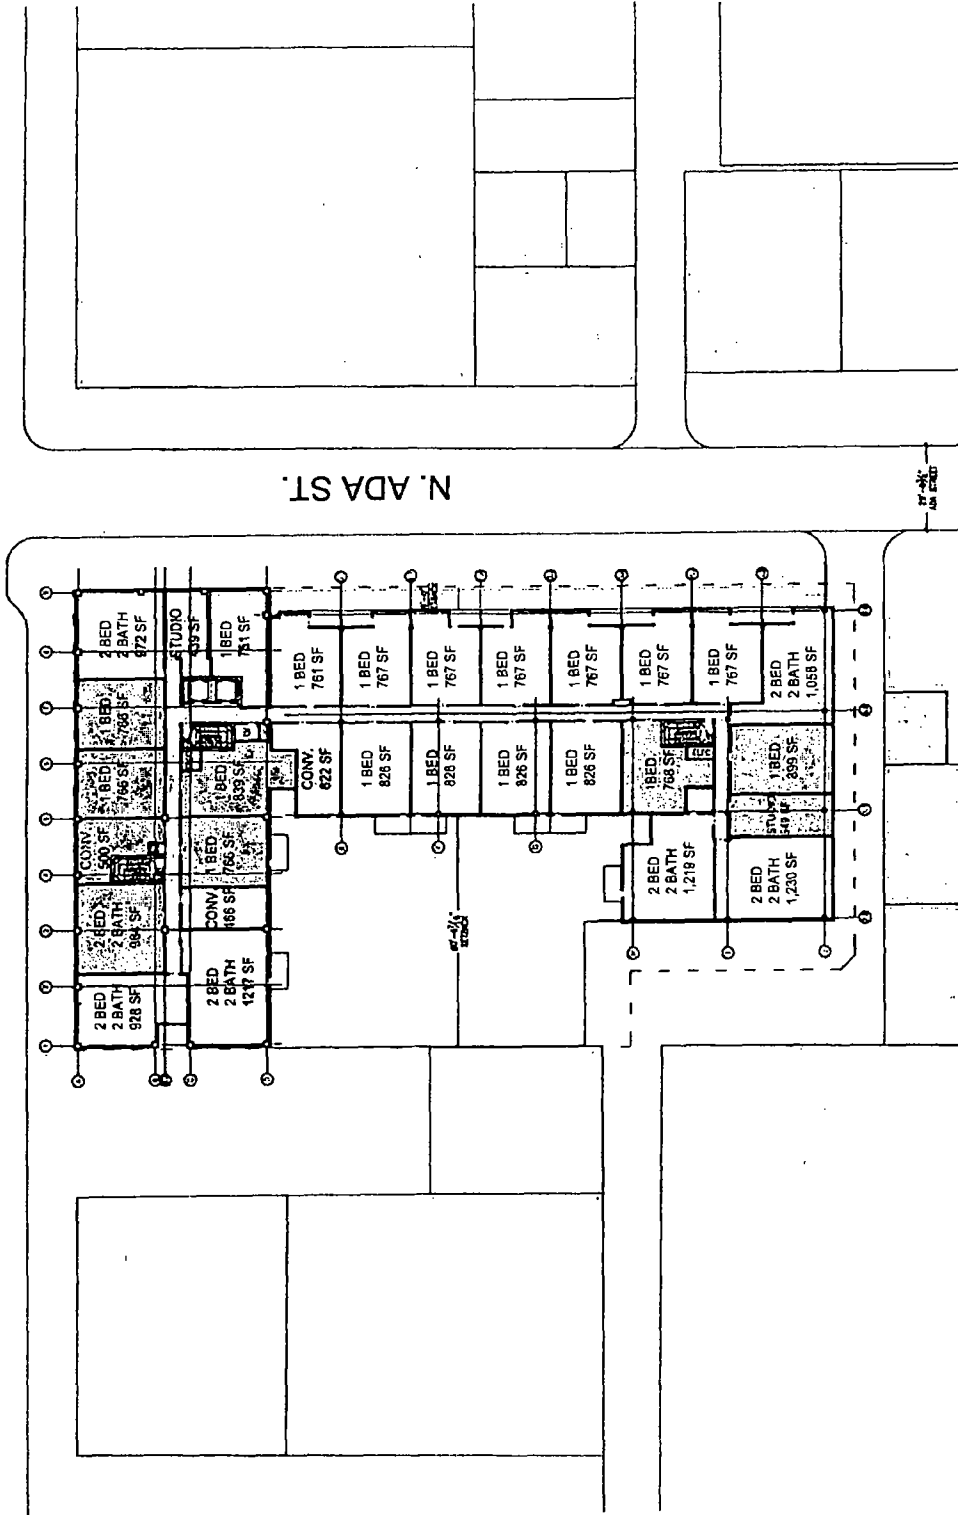 N. ADA ST.
2 BED
2 BATH
972 SF
STUDIO
1 BED
751 SF
1 BED
766 SF
1 BED
766 SF
CONV.
500 SF
2 BED
2 BATH
984 SF
2 BED
2 BATH
928 SF
1 BED
839 SF
1 BED
766 SF
CONV.
2 BED
2 BATH
1217 SF
1 BED
761 SF
1 BED
767 SF
1 BED
767 SF
1 BED
767 SF
1 BED
767 SF
1 BED
767 SF
1 BED
767 SF
2 BED
2 BATH
1,058 SF
CONV.
822 SF
1 BED
826 SF
1 BED
826 SF
1 BED
826 SF
1 BED
826 SF
1 BED
768 SF
1 BED
899 SF
STUDIO
549 SF
2 BED
2 BATH
1,219 SF
2 BED
2 BATH
1,230 SF
SETBACK
ADA STREET